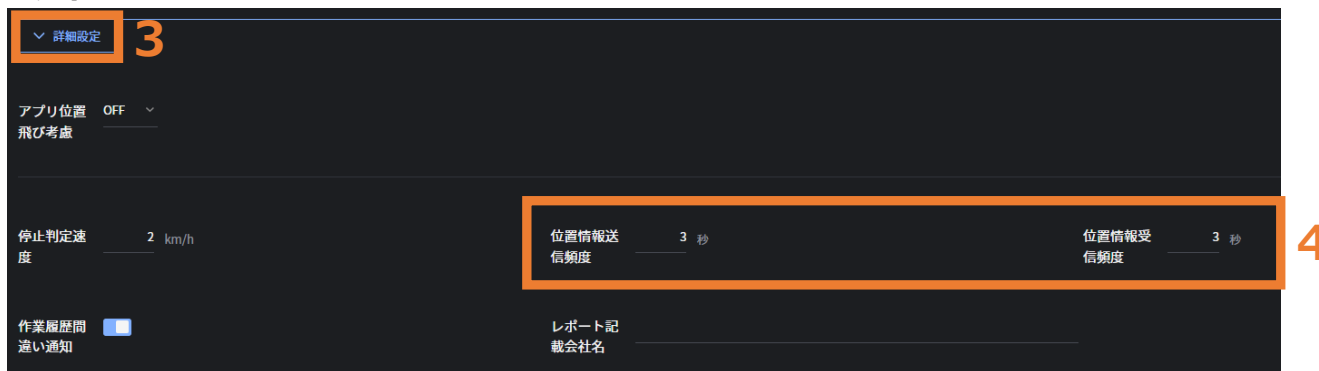 詳細設定 3
アプリ位置 OFF
飛び考慮
停止判定速 2 km/h 位置情報送 3 秒 位置情報受 3 秒 4
度 信頻度 信頻度
作業履歴間 レポート記
違い通知 載会社名